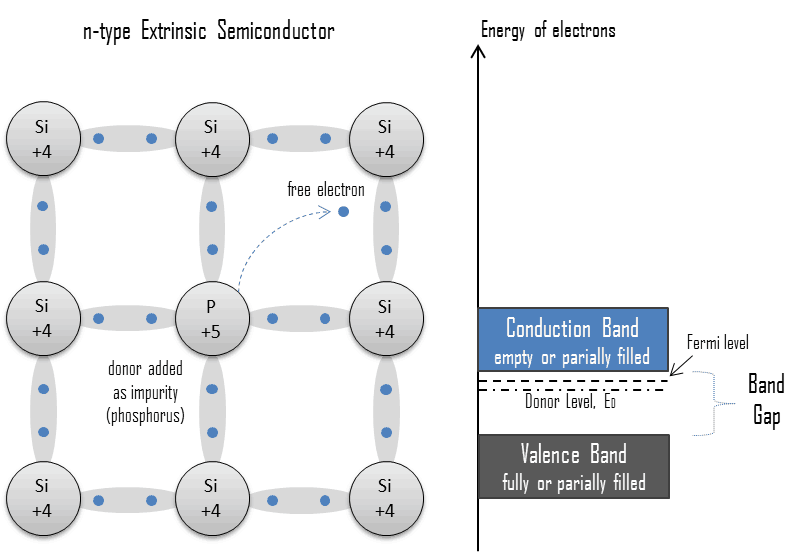 n-type Extrinsic Semiconductor
Energy of electrons
Si
+4
Si
+4
Si
+4
free electron
Si
+4
P
+5
Si
+4
donor added
as impurity
(phosphorus)
Si
+4
Si
+4
Si
+4
Conduction Band
empty or parially filled
Fermi level
Donor Level, ED
Band
Gap
Valence Band
fully or parially filled